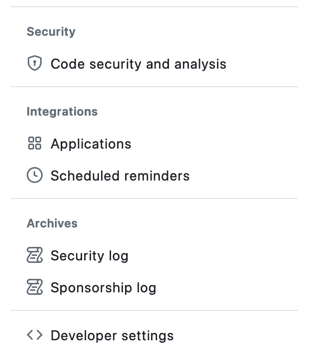 Security
Code security and analysis
Integrations
Applications
Scheduled reminders
Archives
Security log
Sponsorship log
Developer settings